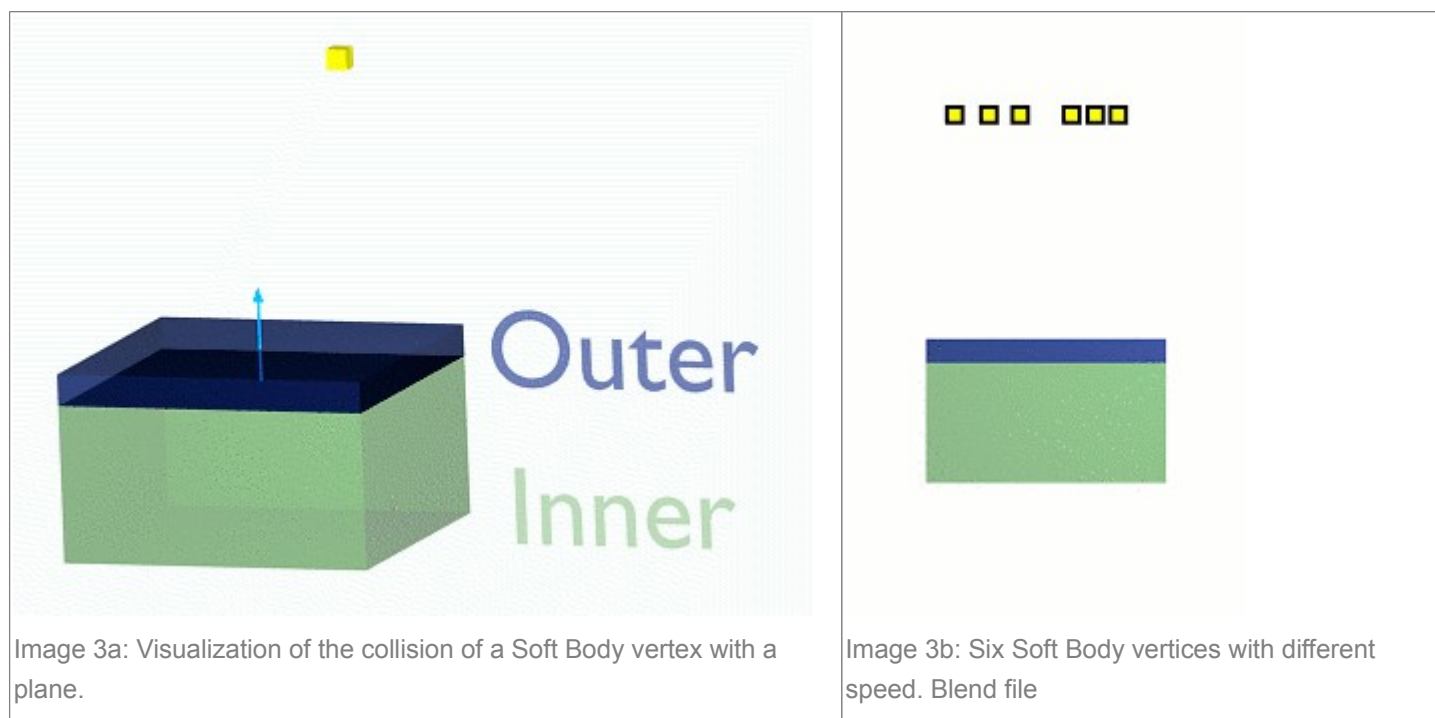 Outer
Inner
Image 3a: Visualization of the collision of a Soft Body vertex with a
plane.
Image 3b: Six Soft Body vertices with different
speed. Blend file